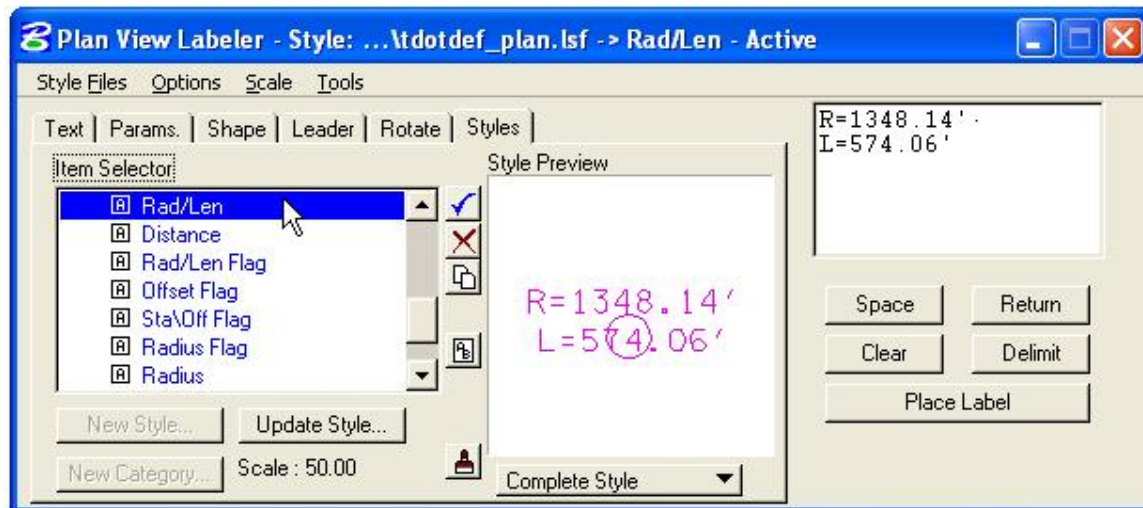 Plan View Labeler - Style: ...\tdotdef_plan.lsf -> Rad/Len - Active
Style Files Options Scale Tools
Text Params. Shape Leader Rotate Styles
Item Selector
Rad/Len
Distance
Rad/Len Flag
Offset Flag
Sta\Off Flag
Radius Flag
Radius
New Style...
Update Style...
New Category...
Scale : 50.00
Style Preview
R=1348.14'
L=574.06'
Complete Style
R=1348.14'
L=574.06'
Space
Return
Clear
Delimit
Place Label